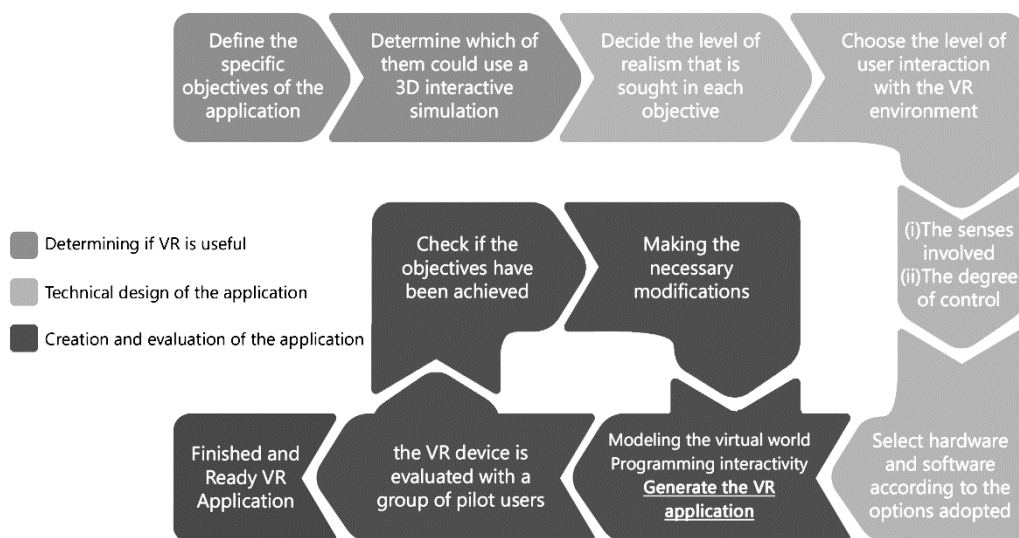 Define the
specific
objectives of the
application
Determine which of
them could use a
3D interactive
simulation
Decide the level of
realism that is
sought in each
objective
Choose the level of
user interaction
with the VR
environment
(i)The senses
involved
(ii)The degree
of control
Select hardware
and software
according to the
options adopted
Modeling the virtual world
Programming interactivity
Generate the VR
application
the VR device is
evaluated with a
group of pilot users
Check if the
objectives have
been achieved
Making the
necessary
modifications
Finished and
Ready VR
Application
Determining if VR is useful
Technical design of the application
Creation and evaluation of the application